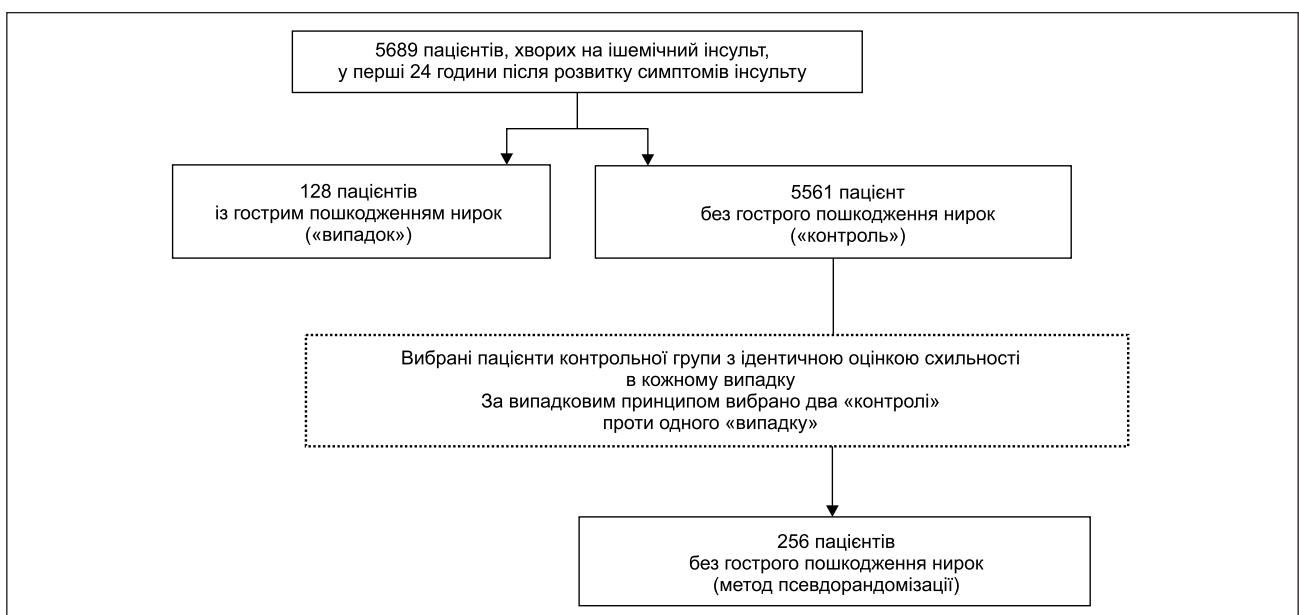 5689 пацієнтів, хворих на ішемічний інсульт,
у перші 24 години після розвитку симптомів інсульту
128 пацієнтів
із гострим пошкодженням нирок
(«випадок»)
5561 пацієнт
без гострого пошкодження нирок
(«контроль»)
Вибрані пацієнти контрольної групи з ідентичною оцінкою схильності
в кожному випадку
За випадковим принципом вибрано два «контролі»
проти одного «випадку»
256 пацієнтів
без гострого пошкодження нирок
(метод псевдорандомізації)